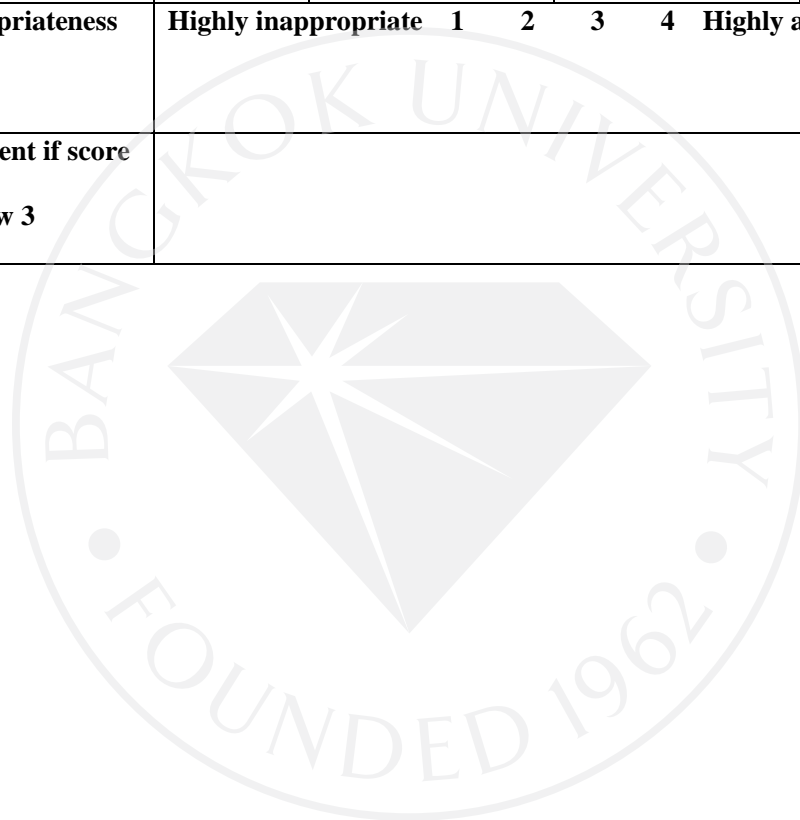 priateness Highly inappropriate 1 2 3 4 Highly a
ent if score
w 3
BANGKOK UNIVERSITY
FOUNDED 1962